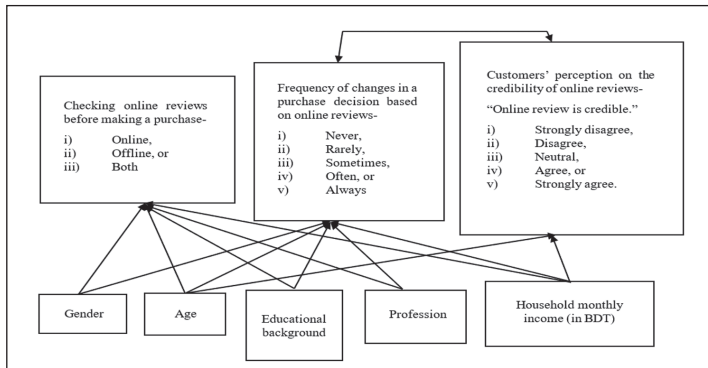 Checking online reviews
before making a purchase-
i) Online,
ii) Offline, or
iii) Both
Frequency of changes in a
purchase decision based
on online reviews-
i) Never,
ii) Rarely,
iii) Sometimes,
iv) Often, or
v) Always
Customers' perception on the
credibility of online reviews-
"Online review is credible."
i) Strongly disagree,
ii) Disagree,
iii) Neutral,
iv) Agree, or
v) Strongly agree.
Gender
Age
Educational
background
Profession
Household monthly
income (in BDT)